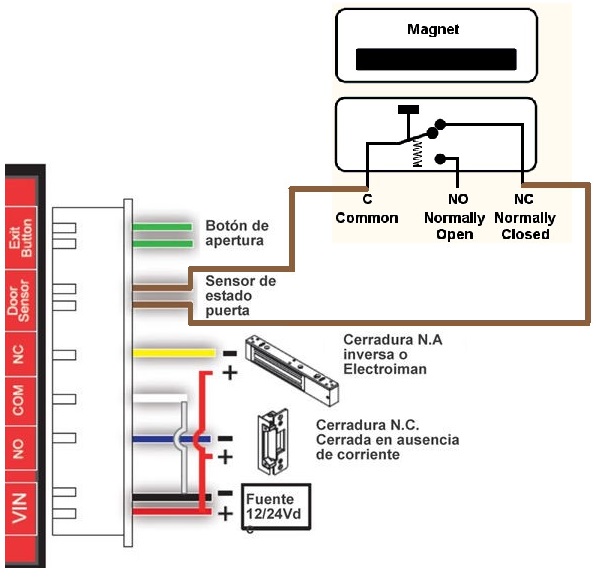 Magnet
C
Common
NO
Normally
Open
NC
Normally
Closed
Exit
Button
Botón de
apertura
Door
Sensor
Sensor de
estado
puerta
NC
-
+
Cerradura N.A
inversa o
Electroiman
COM
NO
-
+
Cerradura N.C.
Cerrada en ausencia
de corriente
VIN
-
+
Fuente
12/24Vd